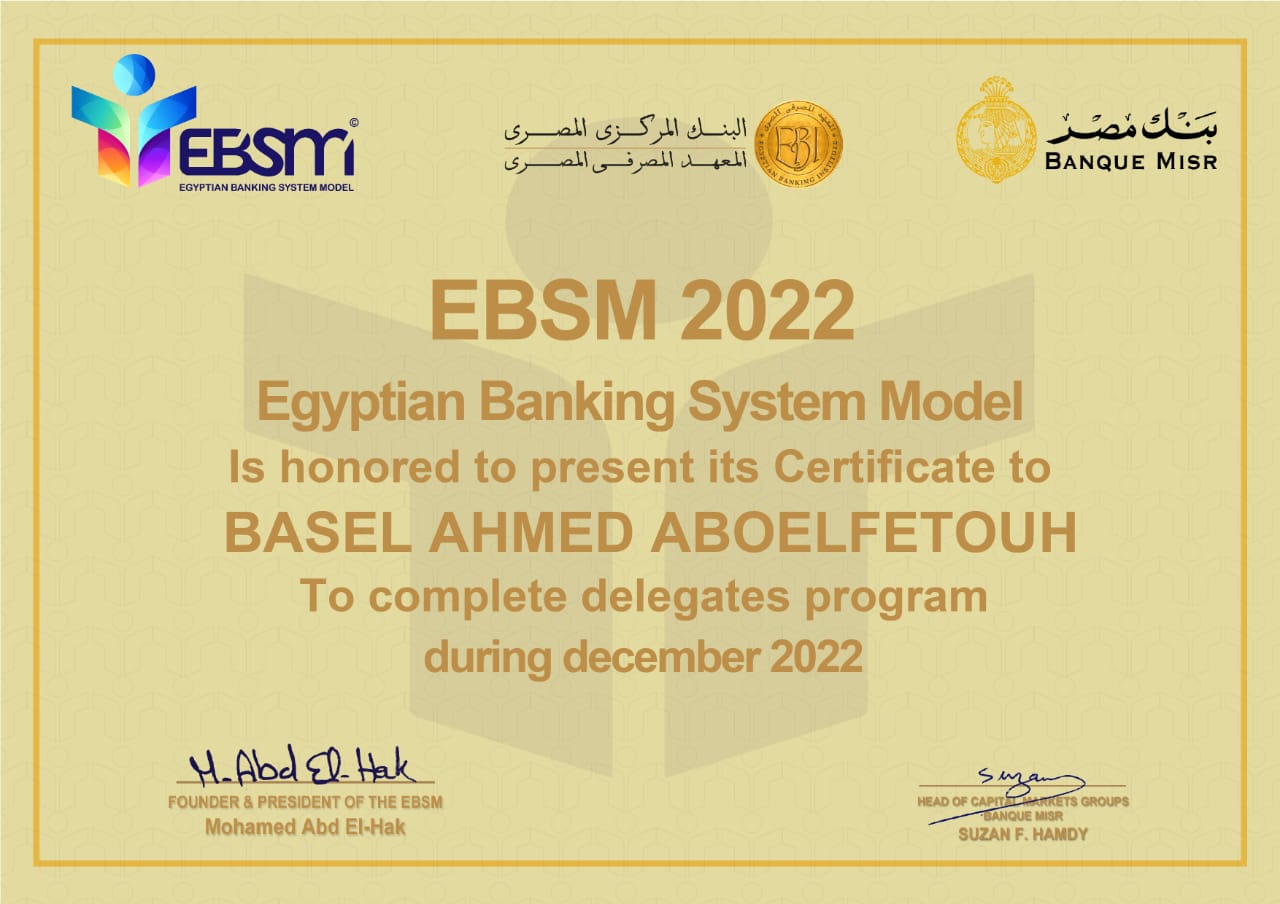 EBSM©
EGYPTIAN BANKING SYSTEM MODEL
البنك المركزى المصرى
المعهد المصرفى المصرى
المعهد المصرفى المصرى
EBI
EGYPTIAN BANKING INSTITUTE
بنك مصر
BANQUE MISR
EBSM 2022
Egyptian Banking System Model
Is honored to present its Certificate to
BASEL AHMED ABOELFETOUH
To complete delegates program
during december 2022
M-Abd El-Hak
FOUNDER & PRESIDENT OF THE EBSM
Mohamed Abd El-Hak
Suzan
HEAD OF CAPITAL MARKETS GROUPS
BANQUE MISR
SUZAN F. HAMDY